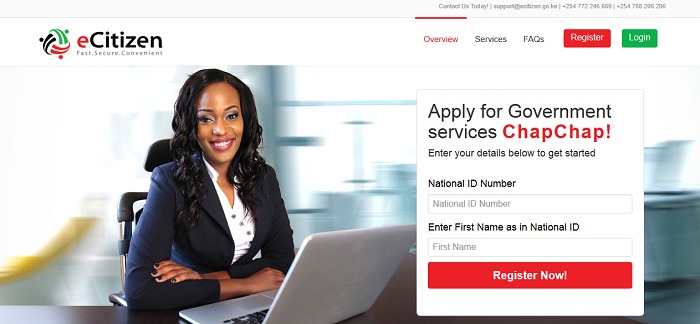 Contact Us Today! | support@ecitizen.go.ke | +254 772 246 669 | +254 708 206 206
eCitizen
Fast.Secure.Convenient
Overview
Services
FAQs
Register
Login
Apply for Government
services ChapChap!
Enter your details below to get started
National ID Number
National ID Number
Enter First Name as in National ID
First Name
Register Now!